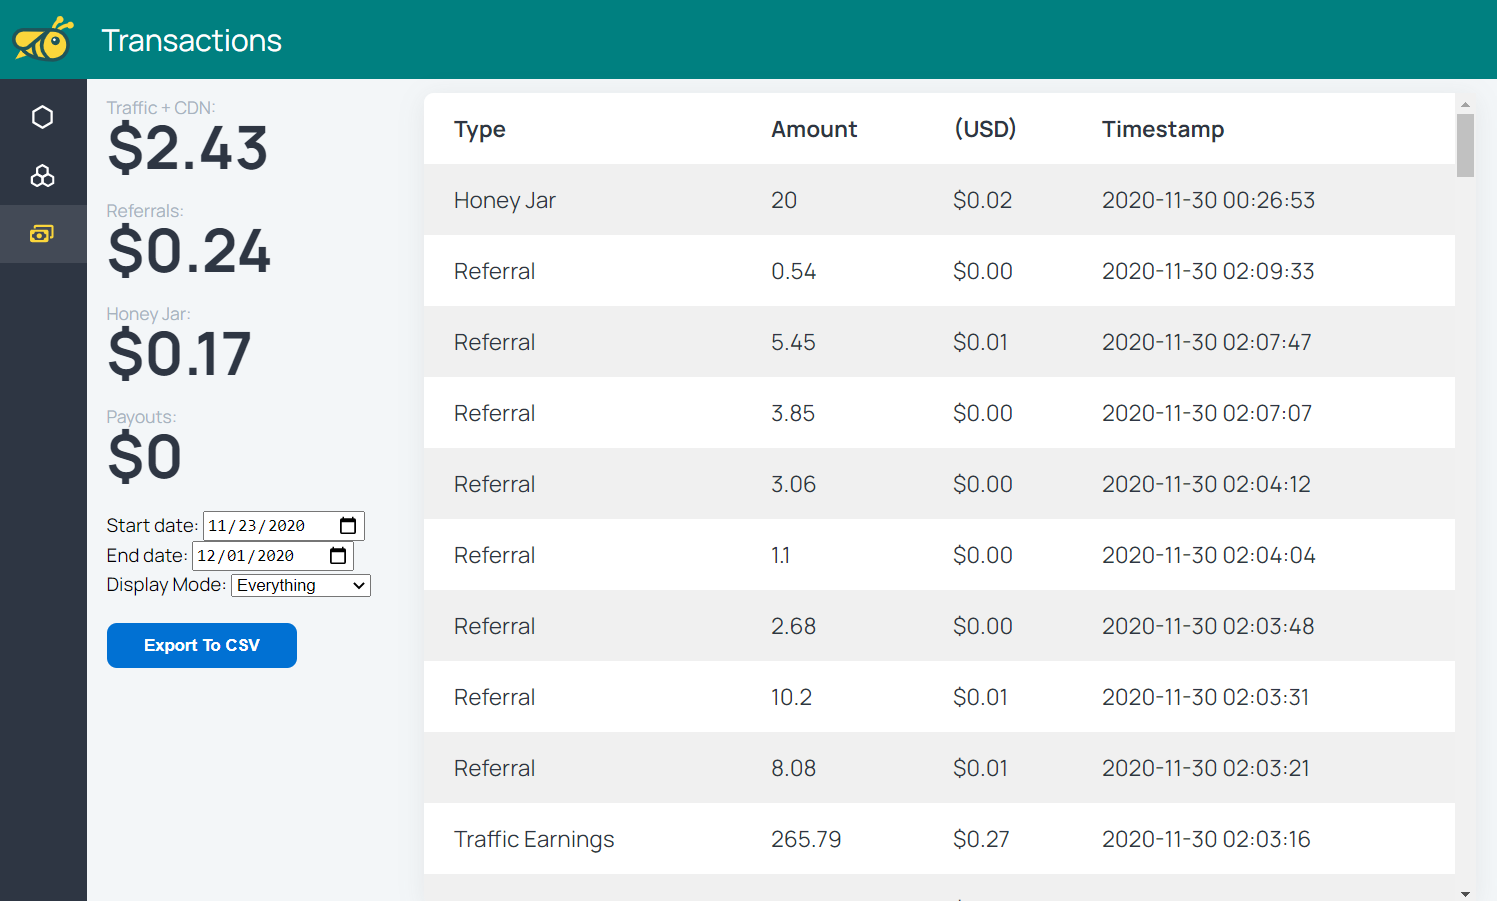 Transactions
Traffic + CDN:
$2.43
Referrals:
$0.24
Honey Jar:
$0.17
Payouts:
$0
Start date: 11/23/2020
End date: 12/01/2020
Display Mode: Everything
Export To CSV
Type Amount (USD) Timestamp
Honey Jar 20 $0.02 2020-11-30 00:26:53
Referral 0.54 $0.00 2020-11-30 02:09:33
Referral 5.45 $0.01 2020-11-30 02:07:47
Referral 3.85 $0.00 2020-11-30 02:07:07
Referral 3.06 $0.00 2020-11-30 02:04:12
Referral 1.1 $0.00 2020-11-30 02:04:04
Referral 2.68 $0.00 2020-11-30 02:03:48
Referral 10.2 $0.01 2020-11-30 02:03:31
Referral 8.08 $0.01 2020-11-30 02:03:21
Traffic Earnings 265.79 $0.27 2020-11-30 02:03:16